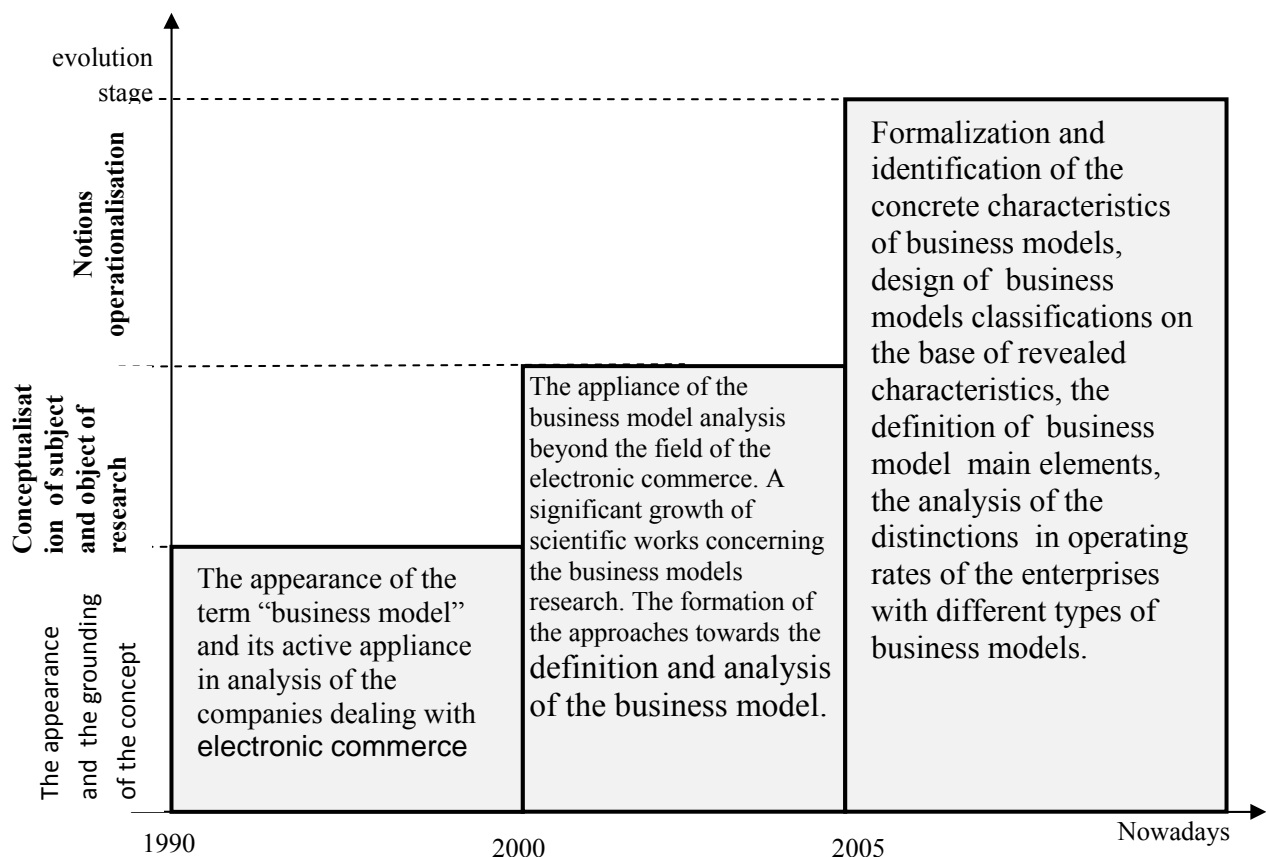 evolution
stage
Notions
operationalisation
Conceptualisat
ion of subject
and object of
research
The appearance
and the grounding
of the concept
The appearance of the
term “business model”
and its active appliance
in analysis of the
companies dealing with
electronic commerce
The appliance of the
business model analysis
beyond the field of the
electronic commerce. A
significant growth of
scientific works concerning
the business models
research. The formation of
the approaches towards the
definition and analysis
of the business model.
Formalization and
identification of the
concrete characteristics
of business models,
design of business
models classifications on
the base of revealed
characteristics, the
definition of business
model main elements,
the analysis of the
distinctions in operating
rates of the enterprises
with different types of
business models.
1990
2000
2005
Nowadays